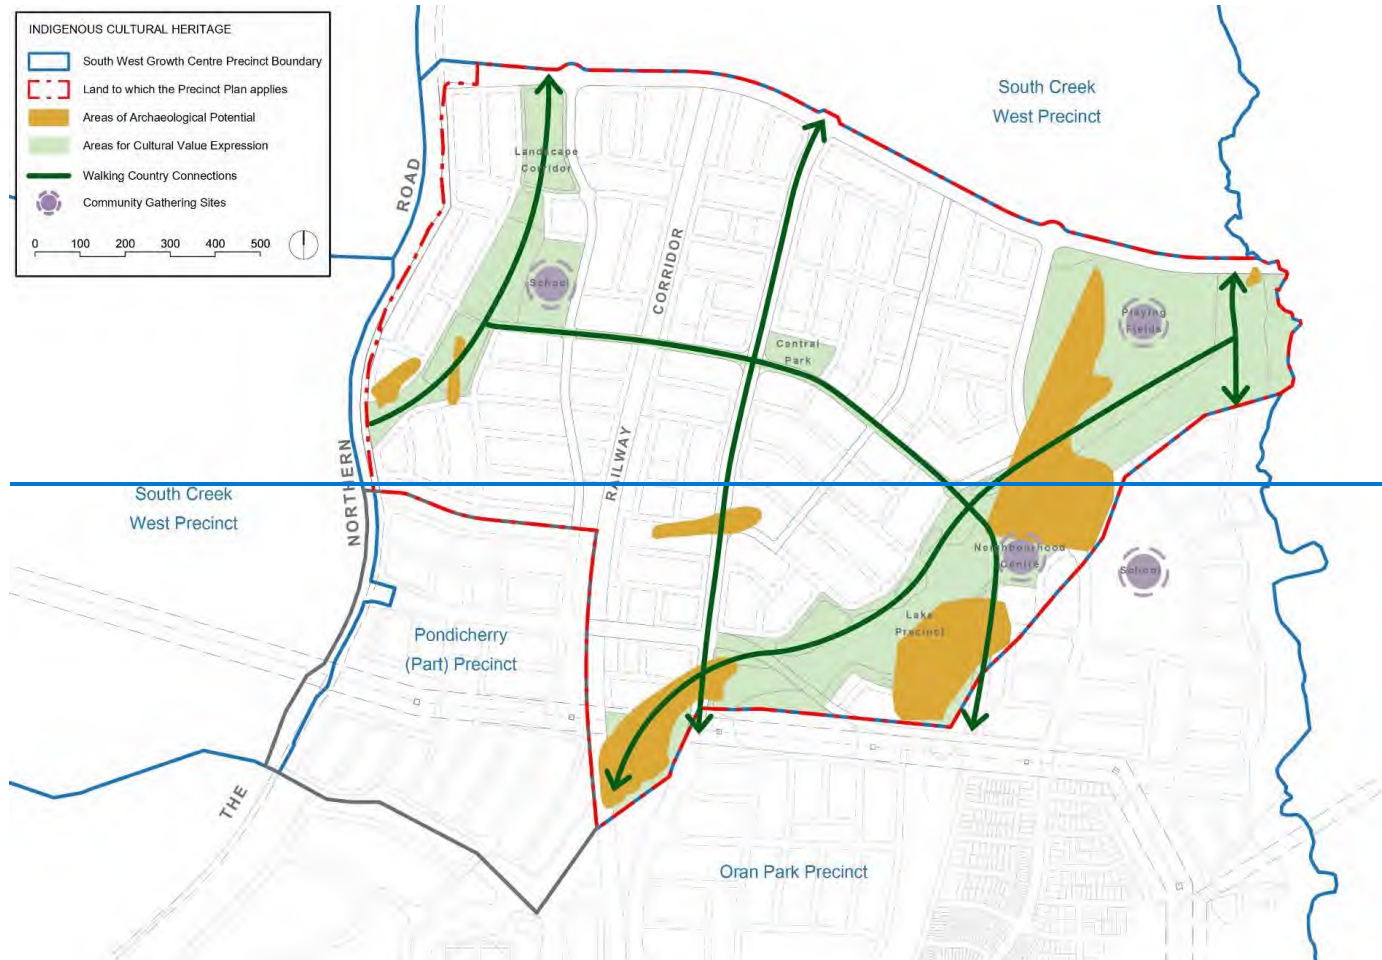 INDIGENOUS CULTURAL HERITAGE
South West Growth Centre Precinct Boundary
Land to which the Precinct Plan applies
Areas of Archaeological Potential
Areas for Cultural Value Expression
Walking Country Connections
Community Gathering Sites
0 100 200 300 400 500
South Creek
West Precinct
Landscape
Corridor
ROAD
CORRIDOR
School
Playing
Fields
Central
Park
NORTHERN
RAILWAY
South Creek
West Precinct
Neighbourhood
Centre
School
Lake
Precinct
Pondicherry
(Part) Precinct
THE
Oran Park Precinct